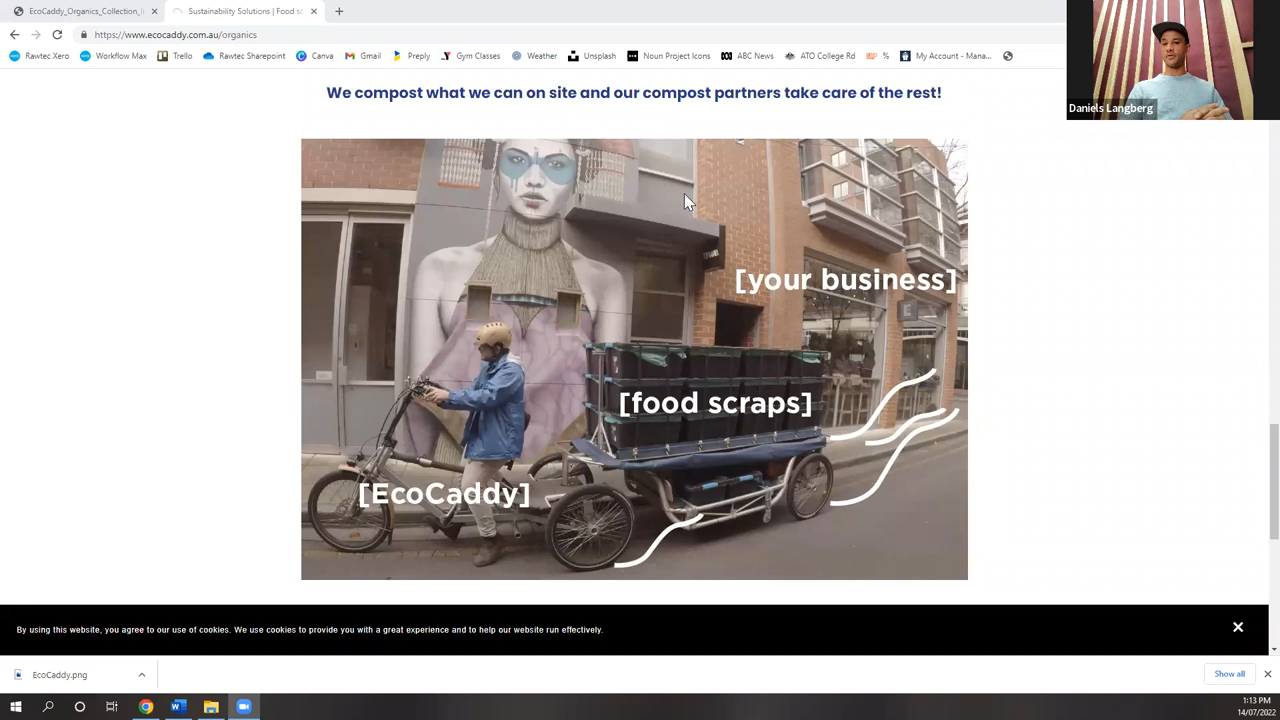 EcoCaddy_Organics_Collection_I
Sustainability Solutions | Food sc
https://www.ecocaddy.com.au/organics
Rawtec Xero
Workflow Max
Trello
Rawtec Sharepoint
Canva
Gmail
Preply
Gym Classes
Weather
Unsplash
Noun Project Icons
ABC News
ATO College Rd
%
My Account - Mana...
Daniels Langberg
We compost what we can on site and our compost partners take care of the rest!
[your business]
E
[food scraps]
[EcoCaddy]
By using this website, you agree to our use of cookies. We use cookies to provide you with a great experience and to help our website run effectively.
EcoCaddy.png
Show all
1:13 PM
14/07/2022